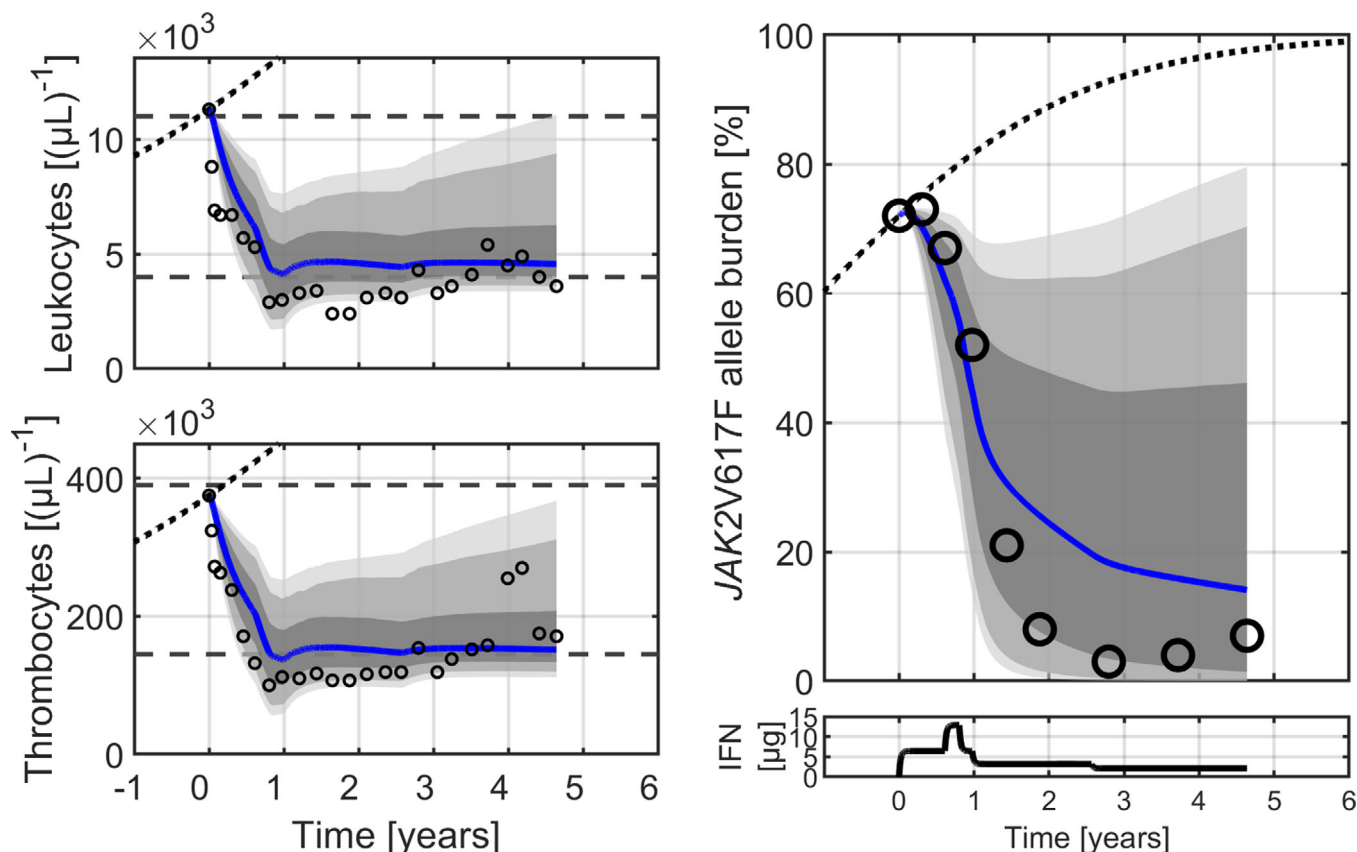 ×10³
Leukocytes [(µL)⁻¹]
10
5
0
×10³
Thrombocytes [(µL)⁻¹]
400
200
0
-1 0 1 2 3 4 5 6
Time [years]
JAK2V617F allele burden [%]
100
80
60
40
20
0
IFN
[µg]
15
10
5
0
0 1 2 3 4 5 6
Time [years]